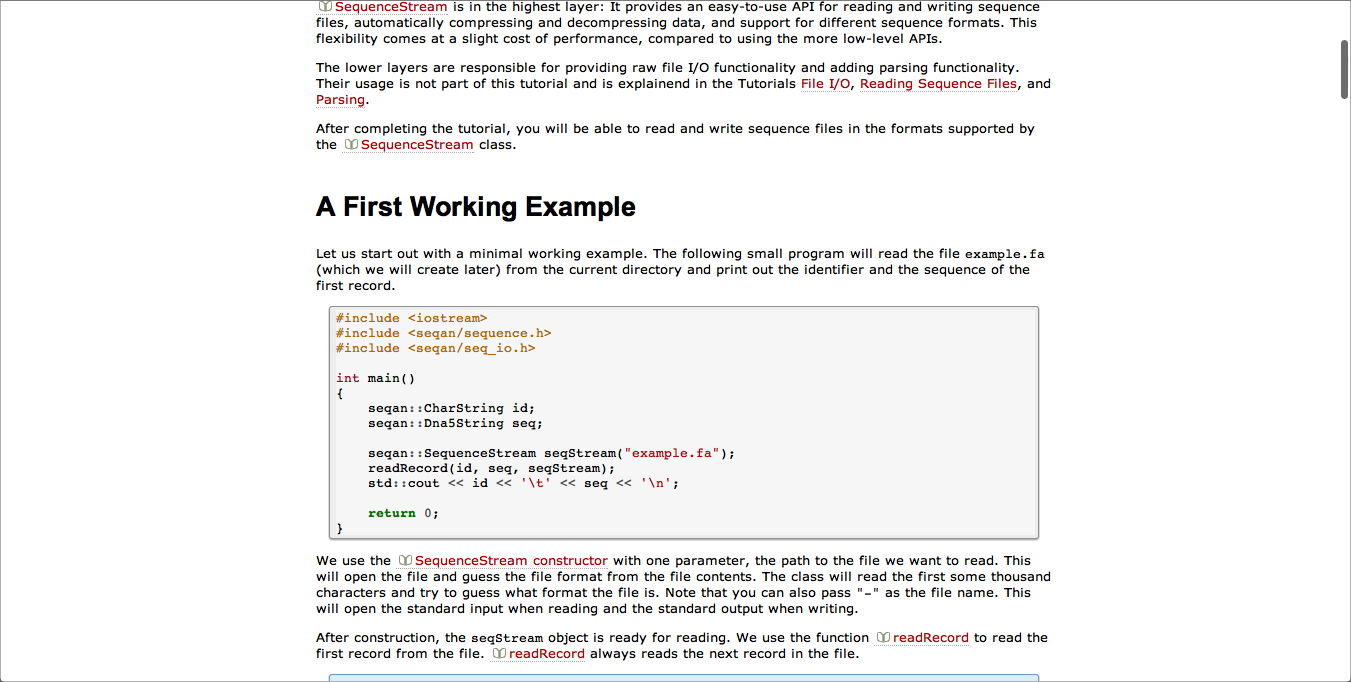 SequenceStream is in the highest layer: It provides an easy-to-use API for reading and writing sequence
files, automatically compressing and decompressing data, and support for different sequence formats. This
flexibility comes at a slight cost of performance, compared to using the more low-level APIs.
The lower layers are responsible for providing raw file I/O functionality and adding parsing functionality.
Their usage is not part of this tutorial and is explainend in the Tutorials File I/O, Reading Sequence Files, and
Parsing.
After completing the tutorial, you will be able to read and write sequence files in the formats supported by
the SequenceStream class.
A First Working Example
Let us start out with a minimal working example. The following small program will read the file example.fa
(which we will create later) from the current directory and print out the identifier and the sequence of the
first record.
#include <iostream>
#include <seqan/sequence.h>
#include <seqan/seq_io.h>
int main()
{
    seqan::CharString id;
    seqan::Dna5String seq;
    seqan::SequenceStream seqStream("example.fa");
    readRecord(id, seq, seqStream);
    std::cout << id << '\t' << seq << '\n';
    return 0;
}
We use the SequenceStream constructor with one parameter, the path to the file we want to read. This
will open the file and guess the file format from the file contents. The class will read the first some thousand
characters and try to guess what format the file is. Note that you can also pass "-" as the file name. This
will open the standard input when reading and the standard output when writing.
After construction, the seqStream object is ready for reading. We use the function readRecord to read the
first record from the file. readRecord always reads the next record in the file.